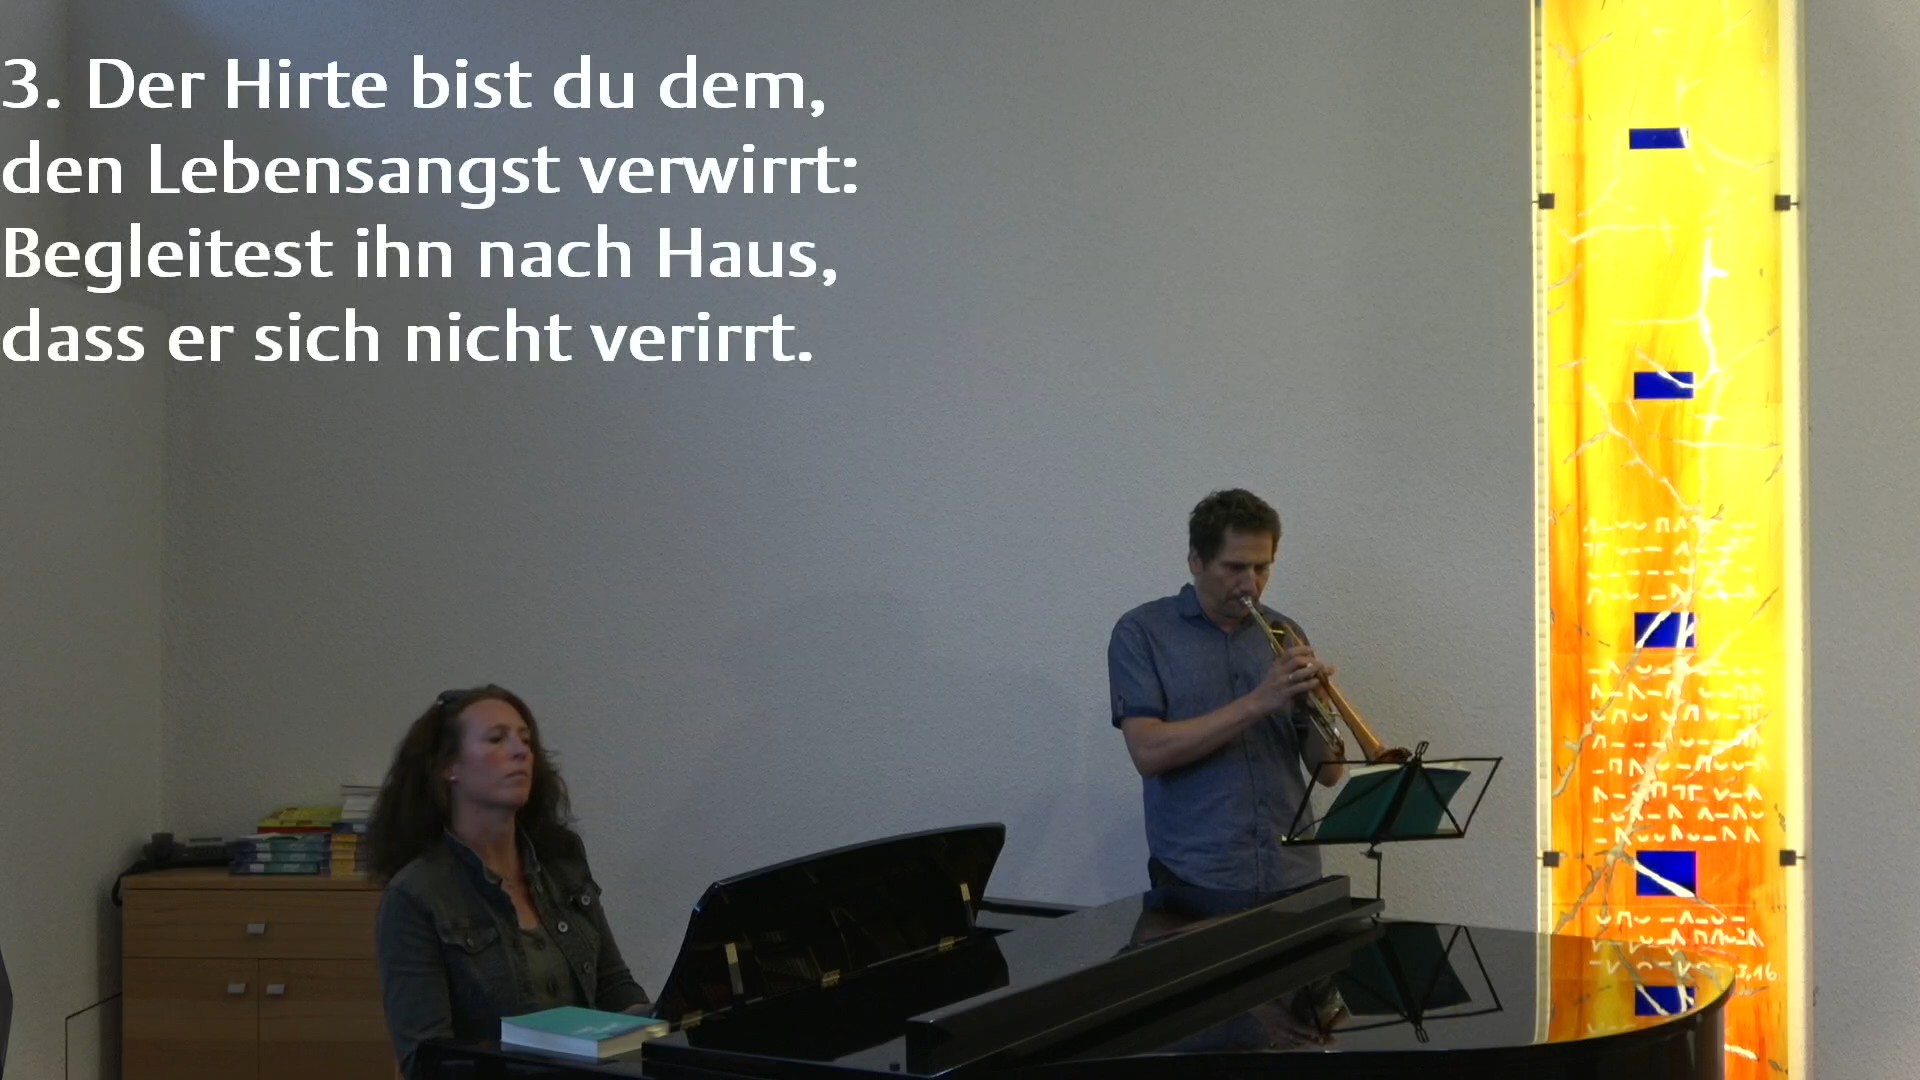 3. Der Hirte bist du dem,
den Lebensangst verwirrt:
Begleitest ihn nach Haus,
dass er sich nicht verirrt.